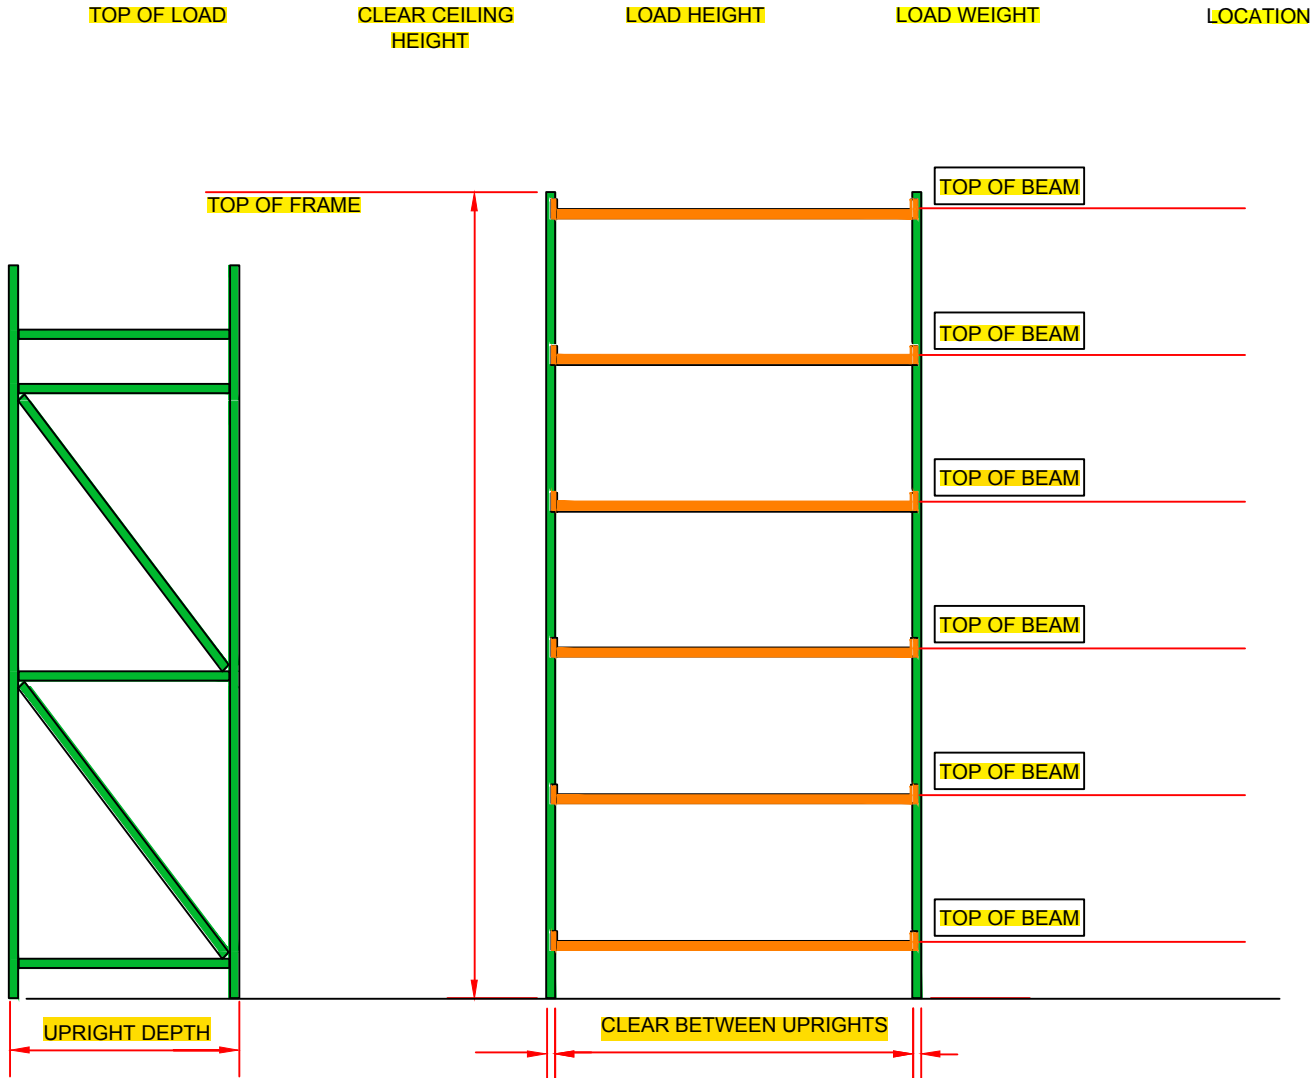 TOP OF LOAD
CLEAR CEILING
HEIGHT
LOAD HEIGHT
LOAD WEIGHT
LOCATION
TOP OF FRAME
TOP OF BEAM
TOP OF BEAM
TOP OF BEAM
TOP OF BEAM
TOP OF BEAM
TOP OF BEAM
UPRIGHT DEPTH
CLEAR BETWEEN UPRIGHTS